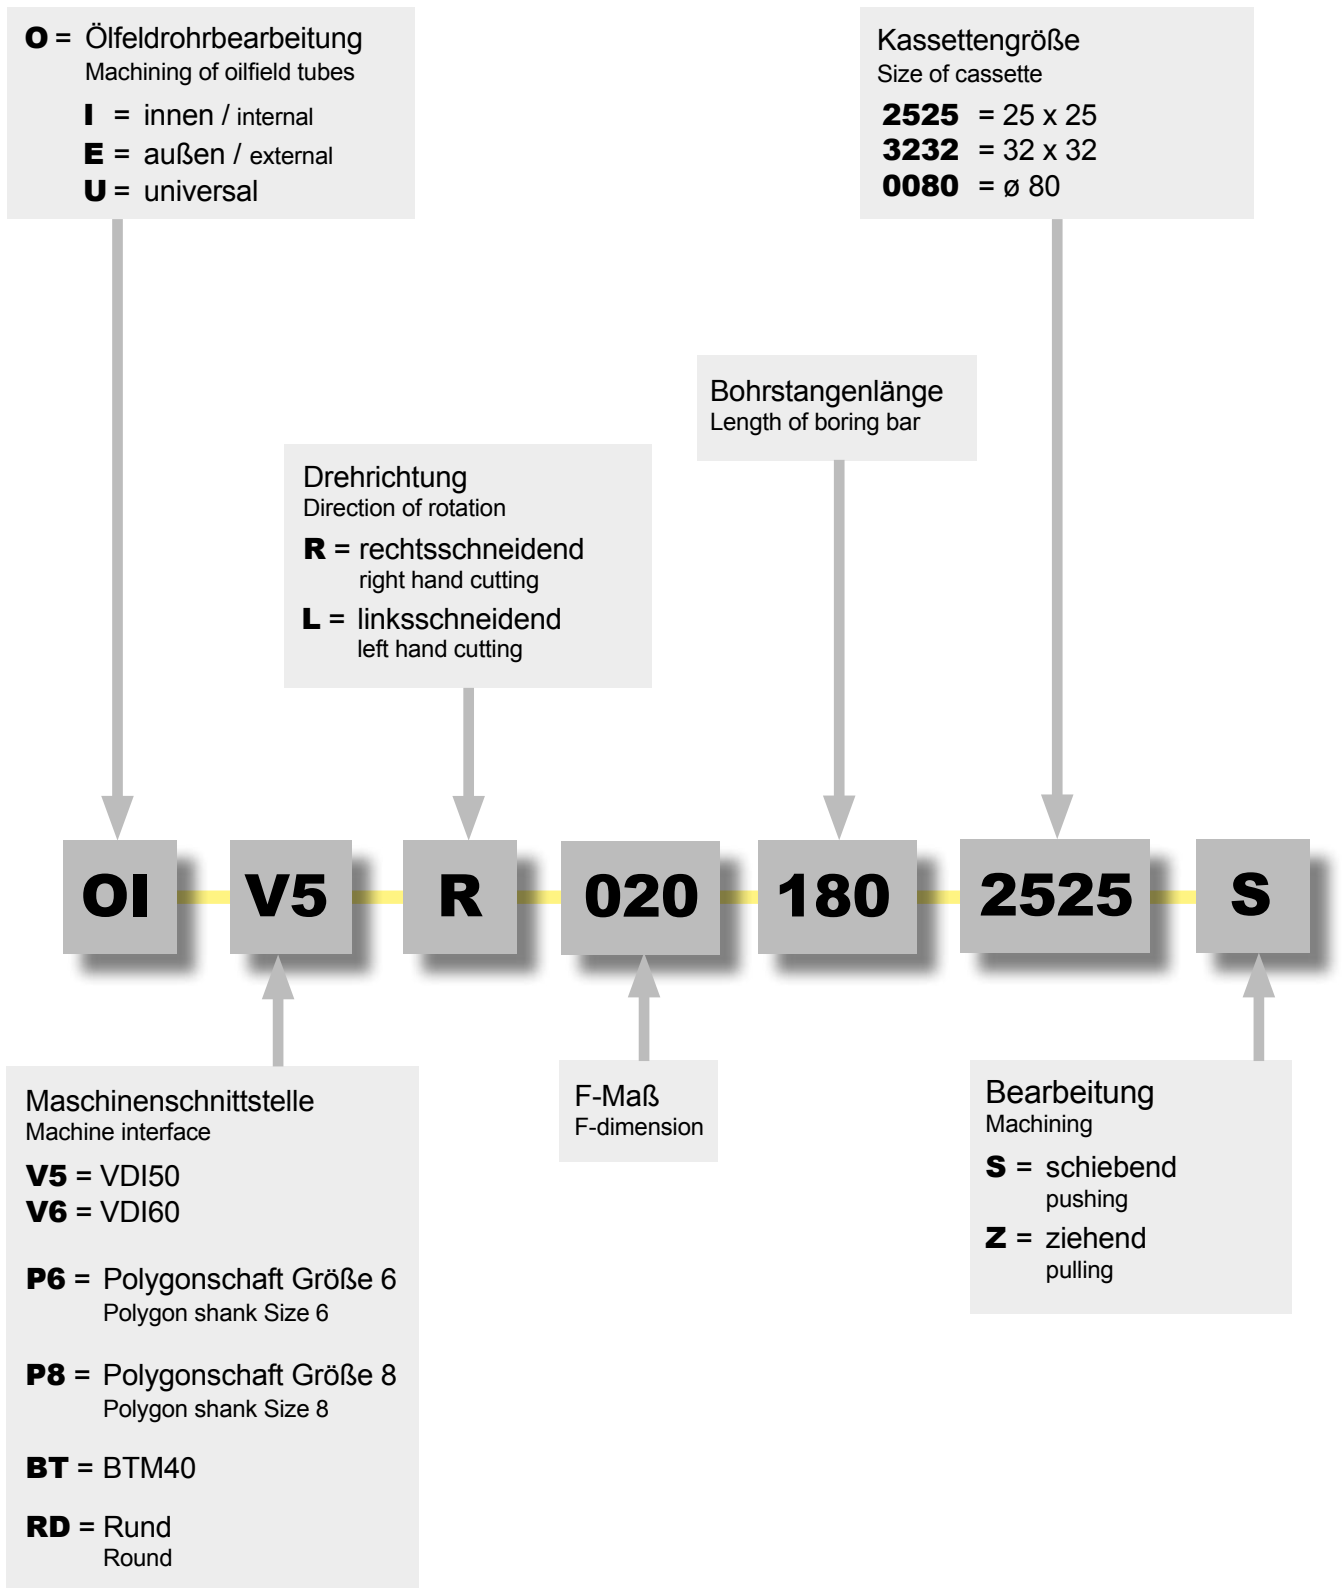 O = Ölfeldrohrbearbeitung
Machining of oilfield tubes
I = innen / internal
E = außen / external
U = universal
Kassettengröße
Size of cassette
2525 = 25 x 25
3232 = 32 x 32
0080 = ø 80
Bohrstangenlänge
Length of boring bar
Drehrichtung
Direction of rotation
R = rechtsschneidend
right hand cutting
L = linksschneidend
left hand cutting
OI V5 R 020 180 2525 S
Maschinenschnittstelle
Machine interface
V5 = VDI50
V6 = VDI60
P6 = Polygonschaft Größe 6
Polygon shank Size 6
P8 = Polygonschaft Größe 8
Polygon shank Size 8
BT = BTM40
RD = Rund
Round
F-Maß
F-dimension
Bearbeitung
Machining
S = schiebend
pushing
Z = ziehend
pulling